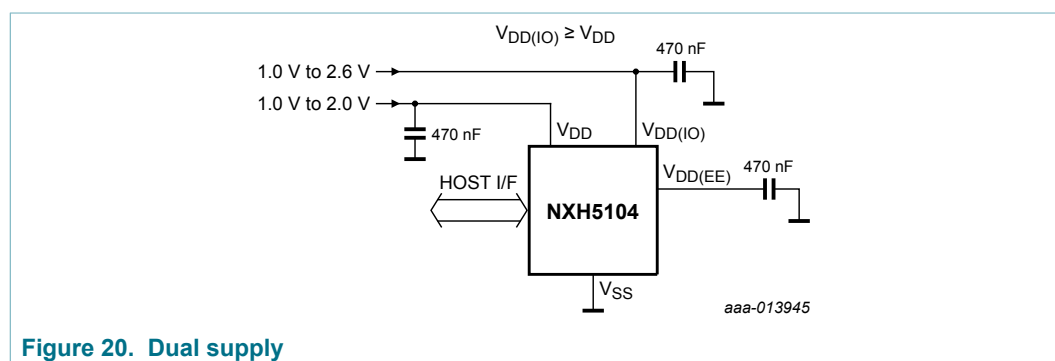 VDD(IO) ≥ VDD
470 nF
1.0 V to 2.6 V
1.0 V to 2.0 V
470 nF
VDD
VDD(IO)
VDD(EE)
470 nF
HOST I/F
NXH5104
VSS
aaa-013945
Figure 20. Dual supply